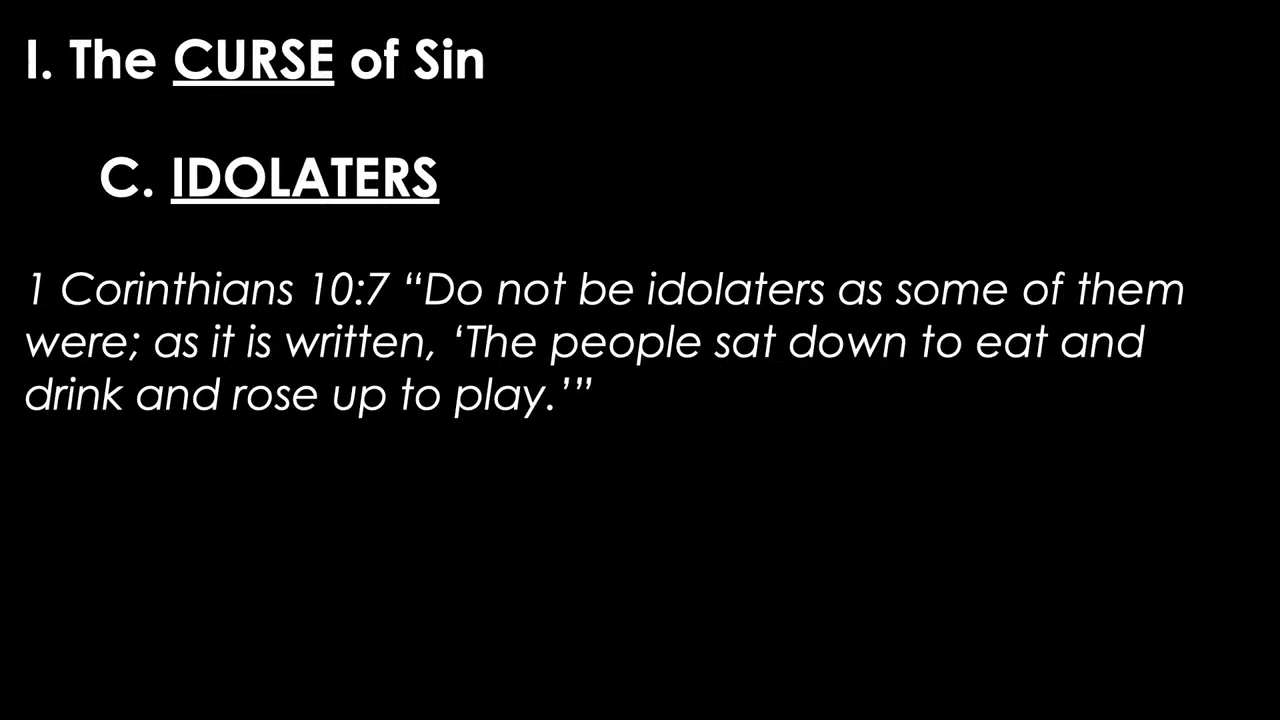 I. The CURSE of Sin
C. IDOLATERS
1 Corinthians 10:7 “Do not be idolaters as some of them
were; as it is written, ‘The people sat down to eat and
drink and rose up to play.’”